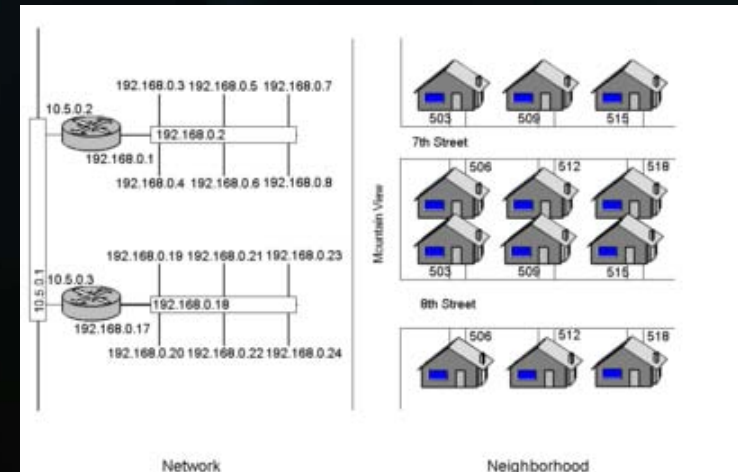 192.168.0.3 192.168.0.5 192.168.0.7
10.5.0.2
192.168.0.2
192.168.0.1
192.168.0.4 192.168.0.6 192.168.0.8
192.168.0.19 192.168.0.21 192.168.0.23
10.5.0.1
10.5.0.3
192.168.0.18
192.168.0.17
192.168.0.20 192.168.0.22 192.168.0.24
Network
Mountain View
503 509 515
7th Street
506 512 518
503 509 515
8th Street
506 512 518
Neighborhood